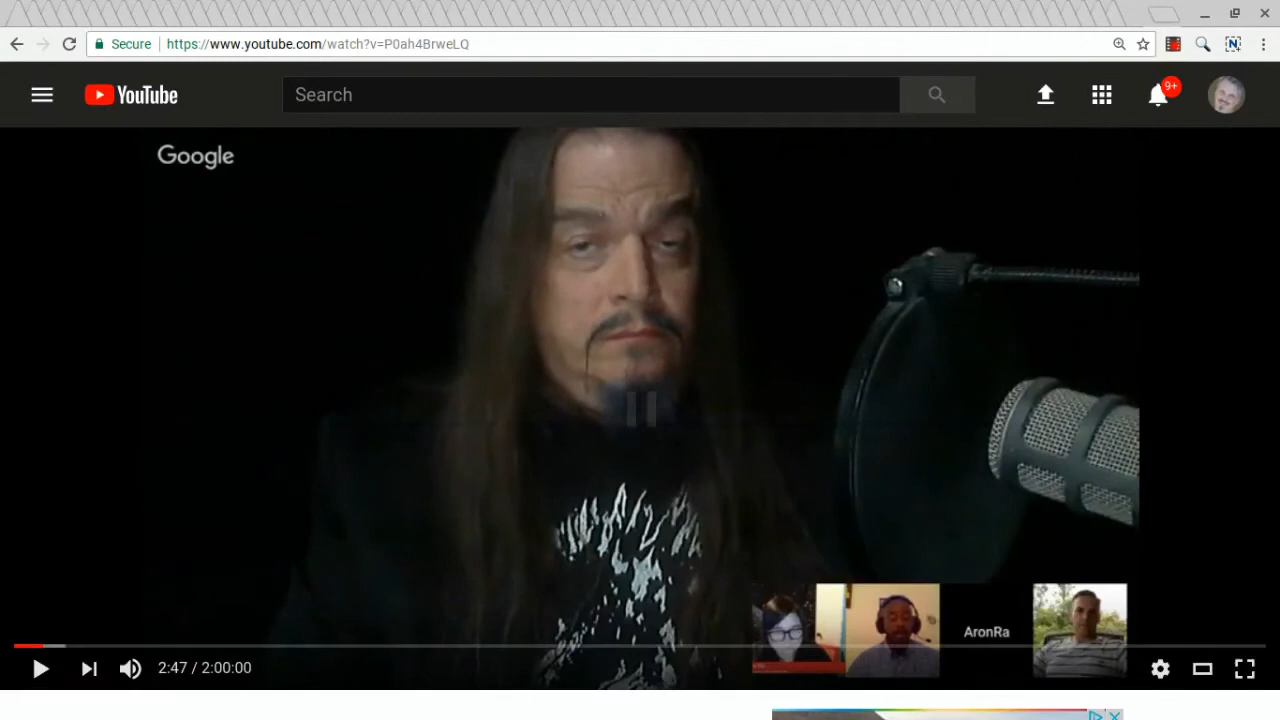 Secure https://www.youtube.com/watch?v=P0ah4BrweLQ
YouTube
Search
9+
Google
AronRa
2:47 / 2:00:00